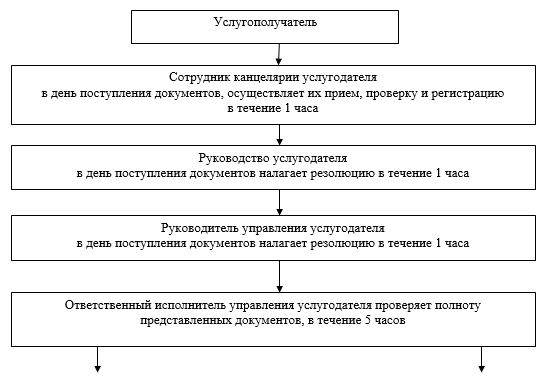 Услугополучатель
Сотрудник канцелярии услугодателя
в день поступления документов, осуществляет их прием, проверку и регистрацию
в течение 1 часа
Руководство услугодателя
в день поступления документов налагает резолюцию в течение 1 часа
Руководитель управления услугодателя
в день поступления документов налагает резолюцию в течение 1 часа
Ответственный исполнитель управления услугодателя проверяет полноту
представленных документов, в течение 5 часов